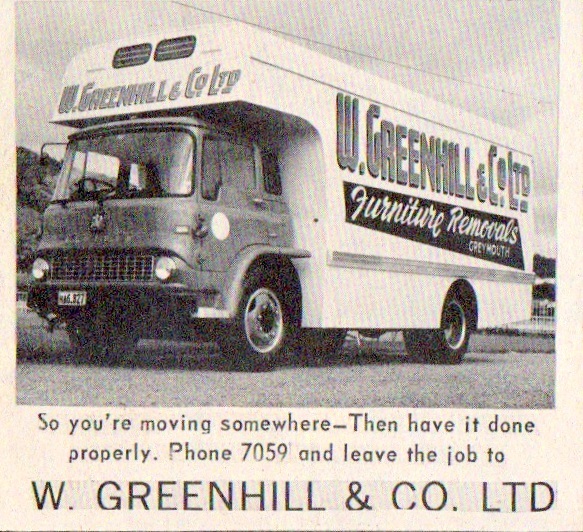 W. GREENHILL & CO LTD
W. GREENHILL & CO. LTD
Furniture Removals
GREYMOUTH
So you're moving somewhere—Then have it done
properly. Phone 7059 and leave the job to
W. GREENHILL & CO. LTD